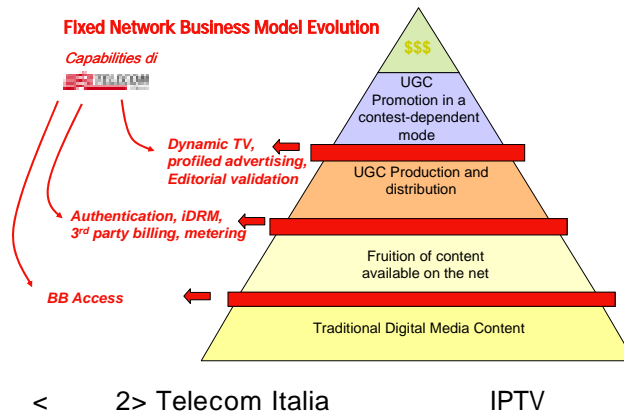 Fixed Network Business Model Evolution
Capabilities di
TELECOM
$$$
UGC
Promotion in a
contest-dependent
mode
Dynamic TV,
profiled advertising,
Editorial validation
UGC Production and
distribution
Authentication, iDRM,
3rd party billing, metering
Fruition of content
available on the net
BB Access
Traditional Digital Media Content
< 2> Telecom Italia IPTV